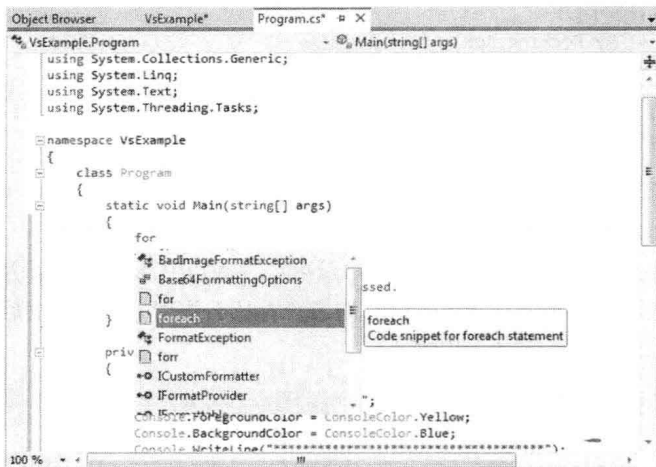 Object Browser VsExample* Program.cs*
VsExample.Program Main(string[] args)
using System.Collections.Generic;
using System.Linq;
using System.Text;
using System.Threading.Tasks;
namespace VsExample
{
class Program
{
static void Main(string[] args)
{
for
BadImageFormatException
Base64FormattingOptions
ssed.
for
foreach
foreach
Code snippet for foreach statement
}
FormatException
priv
forr
{
ICustomFormatter
IFormatProvider
";
Console.ForegroundColor = ConsoleColor.Yellow;
Console.BackgroundColor = ConsoleColor.Blue;
100 %